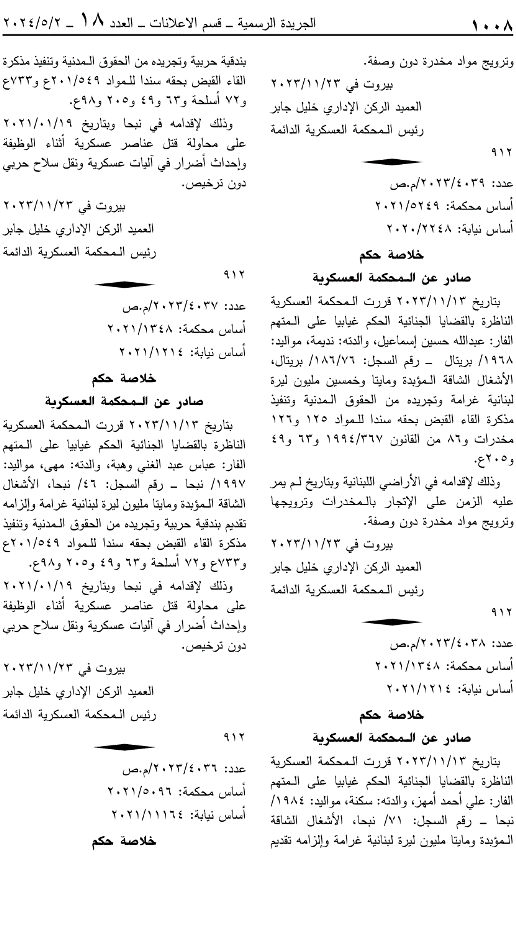 ١٠٠٨
الجريدة الرسمية – قسم الاعلانات – العدد ١٨ – ٢٠٢٤/٥/٢
وترويج مواد مخدرة دون وصفة.
بيروت في ٢٠٢٣/١١/٢٣
العميد الركن الإداري خليل جابر
رئيس المحكمة العسكرية الدائمة
٩١٢
عدد: ٢٠٢٣/٤٠٣٩/م.ص
أساس محكمة: ٢٠٢١/٥٢٤٩
أساس نيابة: ٢٠٢٠/٢٢٤٨
خلاصة حكم
صادر عن المحكمة العسكرية
بتاريخ ٢٠٢٣/١١/١٣ قررت المحكمة العسكرية
الناظرة بالقضايا الجنائية الحكم غيابيا على المتهم
الفار: عبدالله حسين إسماعيل، والدته: نديمة، مواليد:
١٩٦٨/ بريتال – رقم السجل: ١٨٦/٧٦/ بريتال،
الأشغال الشاقة المؤبدة ومايتا وخمسين مليون ليرة
لبنانية غرامة وتجريده من الحقوق المدنية وتنفيذ
مذكرة القاء القبض بحقه سندا للمواد ١٢٥ و١٢٦
مخدرات و٨٦ من القانون ١٩٩٤/٣٦٧ و٦٣ و٤٩
و٢٠٥ع.
وذلك لإقدامه في الأراضي اللبنانية وبتاريخ لم يمر
عليه الزمن على الإتجار بالمخدرات وترويجها
وترويج مواد مخدرة دون وصفة.
بيروت في ٢٠٢٣/١١/٢٣
العميد الركن الإداري خليل جابر
رئيس المحكمة العسكرية الدائمة
٩١٢
عدد: ٢٠٢٣/٤٠٣٨/م.ص
أساس محكمة: ٢٠٢١/١٣٤٨
أساس نيابة: ٢٠٢١/١٢١٤
خلاصة حكم
صادر عن المحكمة العسكرية
بتاريخ ٢٠٢٣/١١/١٣ قررت المحكمة العسكرية
الناظرة بالقضايا الجنائية الحكم غيابيا على المتهم
الفار: علي أحمد أمهز، والدته: سكنة، مواليد: ١٩٨٤/
نبحا – رقم السجل: ٧١/ نبحا، الأشغال الشاقة
المؤبدة ومايتا مليون ليرة لبنانية غرامة وإلزامه تقديم
بندقية حربية وتجريده من الحقوق المدنية وتنفيذ مذكرة
القاء القبض بحقه سندا للمواد ٢٠١/٥٤٩ع و٧٣٣ع
و٧٢ أسلحة و٦٣ و٤٩ و٢٠٥ و٩٨ع.
وذلك لإقدامه في نبحا وبتاريخ ٢٠٢١/٠١/١٩
على محاولة قتل عناصر عسكرية أثناء الوظيفة
وإحداث أضرار في آليات عسكرية ونقل سلاح حربي
دون ترخيص.
بيروت في ٢٠٢٣/١١/٢٣
العميد الركن الإداري خليل جابر
رئيس المحكمة العسكرية الدائمة
٩١٢
عدد: ٢٠٢٣/٤٠٣٧/م.ص
أساس محكمة: ٢٠٢١/١٣٤٨
أساس نيابة: ٢٠٢١/١٢١٤
خلاصة حكم
صادر عن المحكمة العسكرية
بتاريخ ٢٠٢٣/١١/١٣ قررت المحكمة العسكرية
الناظرة بالقضايا الجنائية الحكم غيابيا على المتهم
الفار: عباس عبد الغني وهبة، والدته: مهى، مواليد:
١٩٩٧/ نبحا – رقم السجل: ٤٦/ نبحا، الأشغال
الشاقة المؤبدة ومايتا مليون ليرة لبنانية غرامة وإلزامه
تقديم بندقية حربية وتجريده من الحقوق المدنية وتنفيذ
مذكرة القاء القبض بحقه سندا للمواد ٢٠١/٥٤٩ع
و٧٣٣ع و٧٢ أسلحة و٦٣ و٤٩ و٢٠٥ و٩٨ع.
وذلك لإقدامه في نبحا وبتاريخ ٢٠٢١/٠١/١٩
على محاولة قتل عناصر عسكرية أثناء الوظيفة
وإحداث أضرار في آليات عسكرية ونقل سلاح حربي
دون ترخيص.
بيروت في ٢٠٢٣/١١/٢٣
العميد الركن الإداري خليل جابر
رئيس المحكمة العسكرية الدائمة
٩١٢
عدد: ٢٠٢٣/٤٠٣٦/م.ص
أساس محكمة: ٢٠٢١/٥٠٩٦
أساس نيابة: ٢٠٢١/١١١٦٤
خلاصة حكم